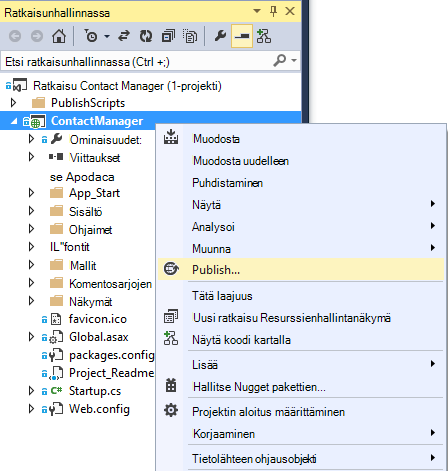 Ratkaisunhallinnassa
Etsi ratkaisunhallinnassa (Ctrl +;)
Ratkaisu Contact Manager (1-projekti)
PublishScripts
ContactManager
Ominaisuudet:
Viittaukset
se Apodaca
App_Start
Sisältö
Ohjaimet
IL"fontit
Mallit
Komentosarjojen
Näkymät
favicon.ico
Global.asax
packages.config
Project_Readme
Startup.cs
Web.config
Muodosta
Muodosta uudelleen
Puhdistaminen
Näytä
Analysoi
Muunna
Publish...
Tätä laajuus
Uusi ratkaisu Resurssienhallintanäkymä
Näytä koodi kartalla
Lisää
Hallitse Nugget pakettien...
Projektin aloitus määrittäminen
Korjaaminen
Tietolähteen ohjausobjekti